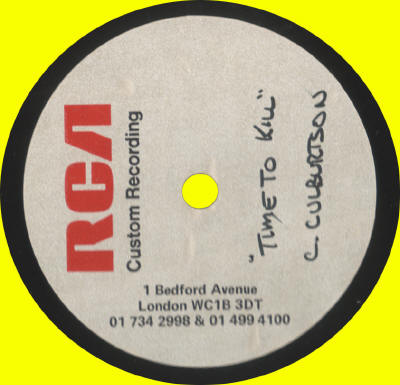 RCA
Custom Recording
"TIME TO KILL"
C. CULBURTSON
1 Bedford Avenue
London WC1B 3DT
01 734 2998 & 01 499 4100